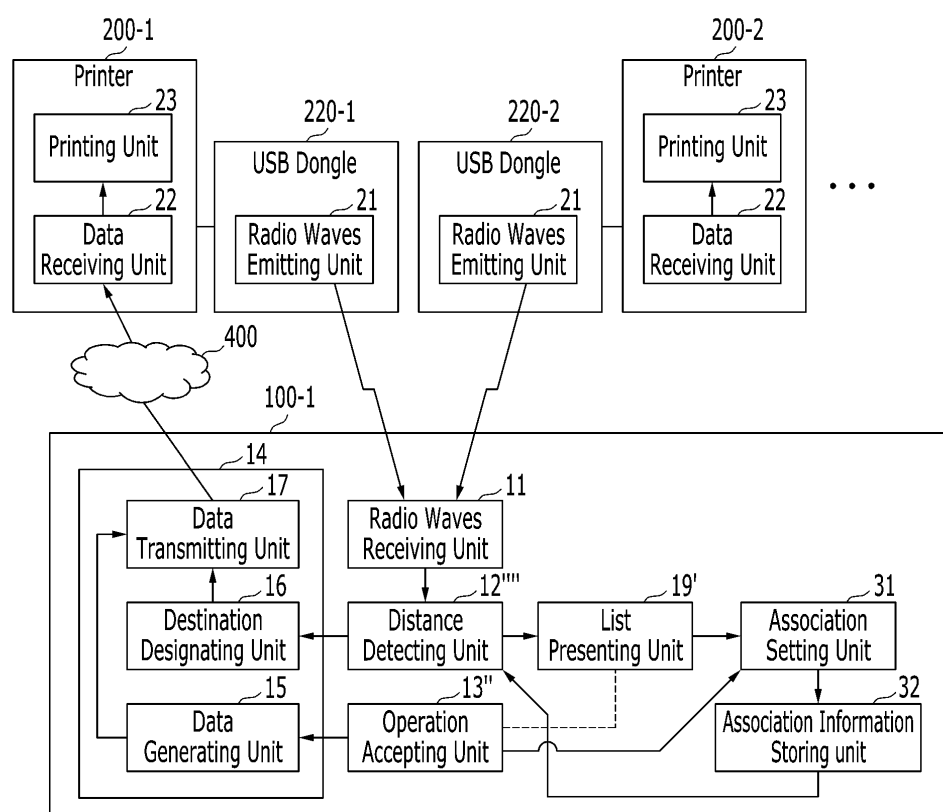 200-1
200-2
Printer
Printer
23
23
220-1
220-2
Printing Unit
Printing Unit
USB Dongle
USB Dongle
22
21
21
22
Data
Receiving Unit
Radio Waves
Emitting Unit
Radio Waves
Emitting Unit
Data
Receiving Unit
400
100-1
14
17
11
Data
Transmitting Unit
Radio Waves
Receiving Unit
16
12''''
19'
31
Destination
Designating Unit
Distance
Detecting Unit
List
Presenting Unit
Association
Setting Unit
15
13"
32
Data
Generating Unit
Operation
Accepting Unit
Association Information
Storing unit